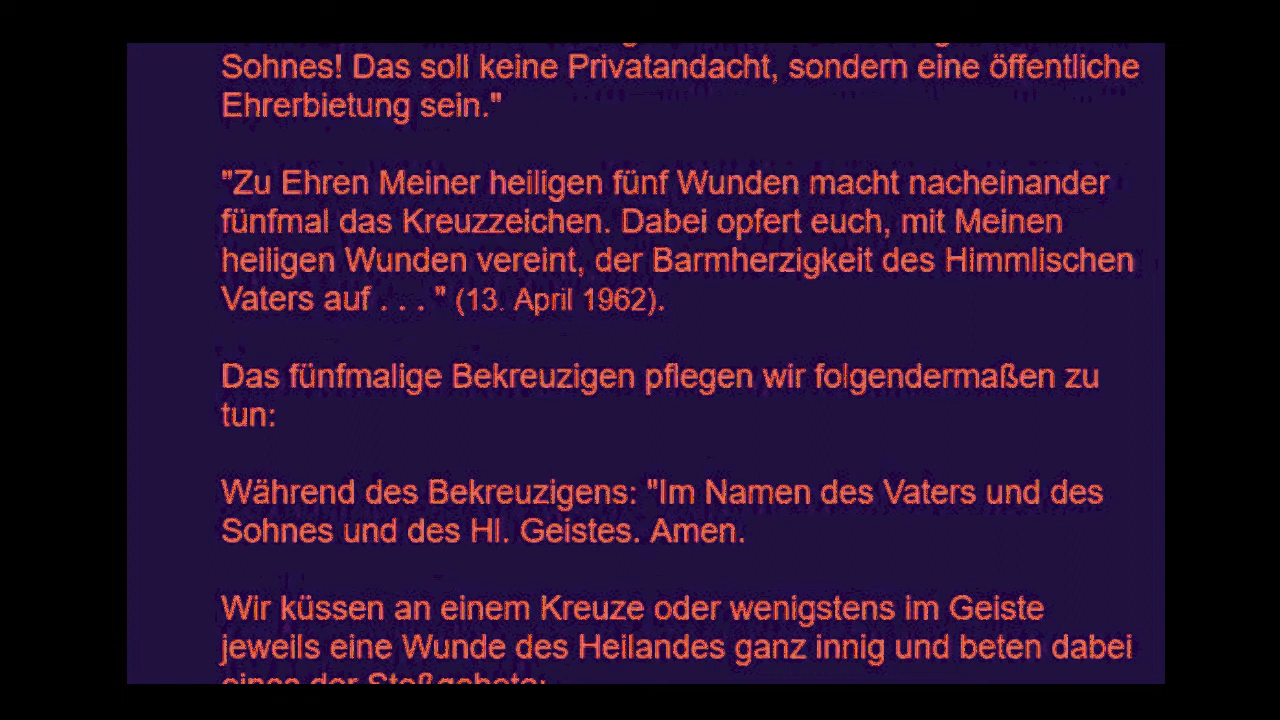 Sohnes! Das soll keine Privatandacht, sondern eine öffentliche
Ehrerbietung sein."
"Zu Ehren Meiner heiligen fünf Wunden macht nacheinander
fünfmal das Kreuzzeichen. Dabei opfert euch, mit Meinen
heiligen Wunden vereint, der Barmherzigkeit des Himmlischen
Vaters auf . . . " (13. April 1962).
Das fünfmalige Bekreuzigen pflegen wir folgendermaßen zu
tun:
Während des Bekreuzigens: "Im Namen des Vaters und des
Sohnes und des Hl. Geistes. Amen.
Wir küssen an einem Kreuze oder wenigstens im Geiste
jeweils eine Wunde des Heilandes ganz innig und beten dabei
eines der Stoßgebete: